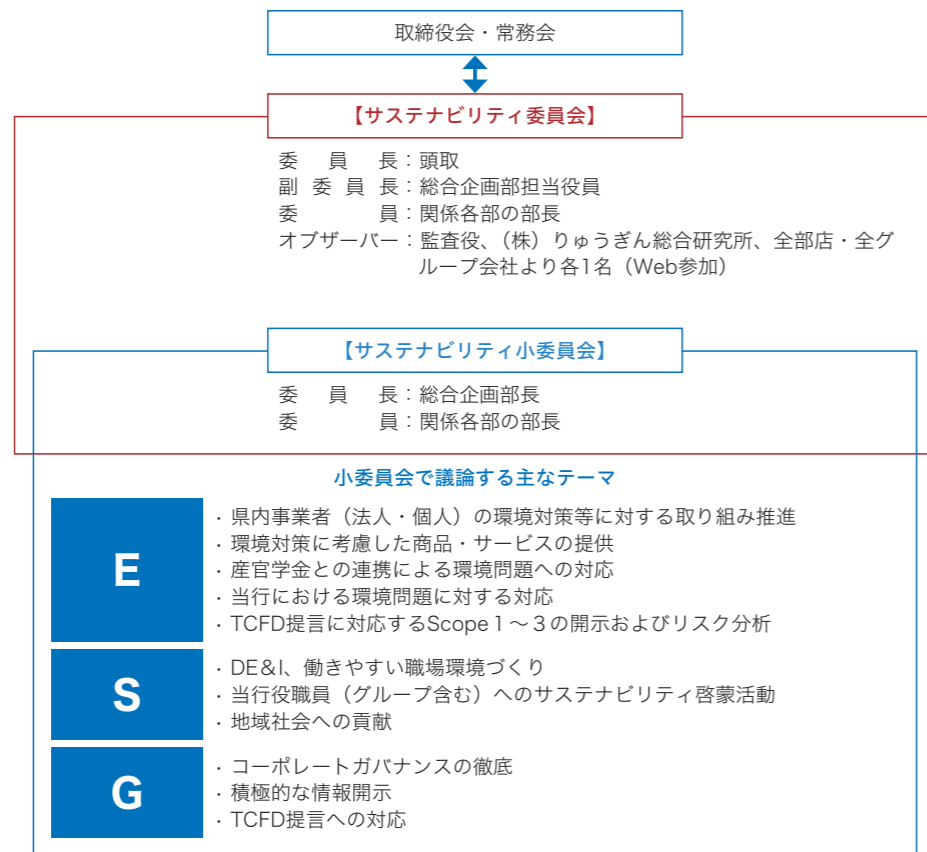 取締役会・常務会
【サステナビリティ委員会】
委員長：頭取
副委員長：総合企画部担当役員
委員：関係各部の部長
オブザーバー：監査役、（株）りゅうぎん総合研究所、全部店・全グ
ループ会社より各1名（Web参加）
【サステナビリティ小委員会】
委員長：総合企画部長
委員：関係各部の部長
小委員会で議論する主なテーマ
E
・県内事業者（法人・個人）の環境対策等に対する取り組み推進
・環境対策に考慮した商品・サービスの提供
・産官学金との連携による環境問題への対応
・当行における環境問題に対する対応
・TCFD提言に対応するScope１～３の開示およびリスク分析
S
・DE&I、働きやすい職場環境づくり
・当行役職員（グループ含む）へのサステナビリティ啓蒙活動
・地域社会への貢献
G
・コーポレートガバナンスの徹底
・積極的な情報開示
・TCFD提言への対応